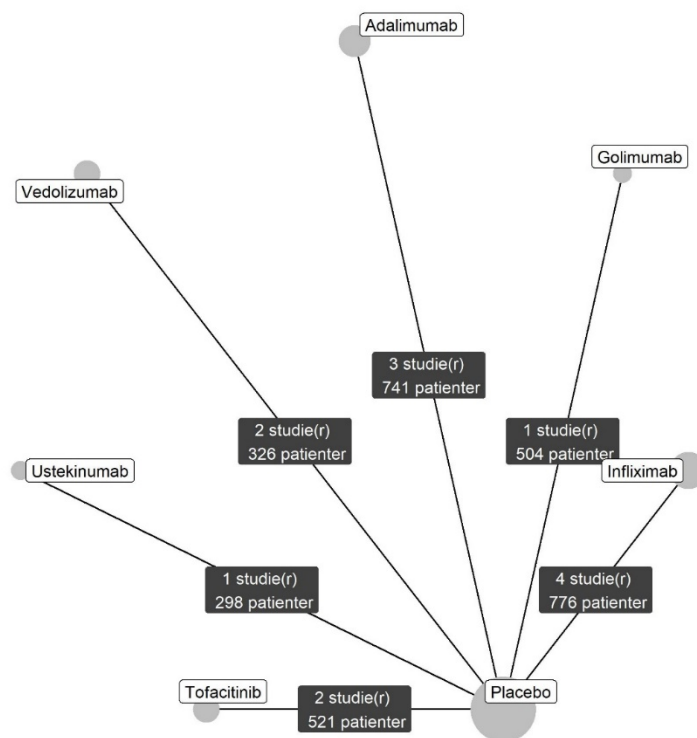 Adalimumab
Golimumab
Vedolizumab
3 studie(r)
741 patienter
2 studie(r)
326 patienter
1 studie(r)
504 patienter
Ustekinumab
Infliximab
1 studie(r)
298 patienter
4 studie(r)
776 patienter
Tofacitinib
2 studie(r)
521 patienter
Placebo